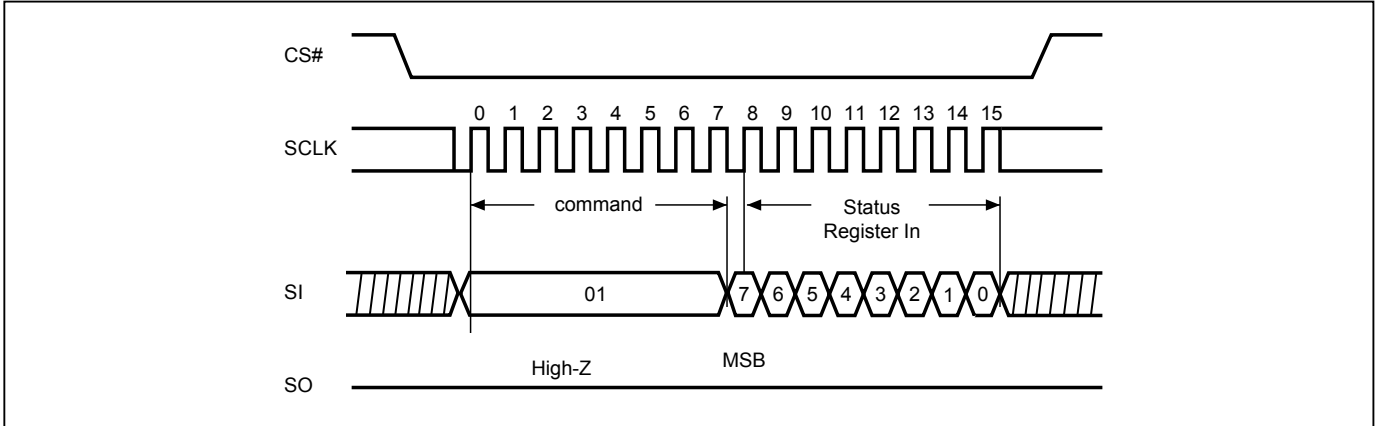 CS#
0 1 2 3 4 5 6 7 8 9 10 11 12 13 14 15
SCLK
command
Status
Register In
SI
01
7 6 5 4 3 2 1 0
High-Z
MSB
SO